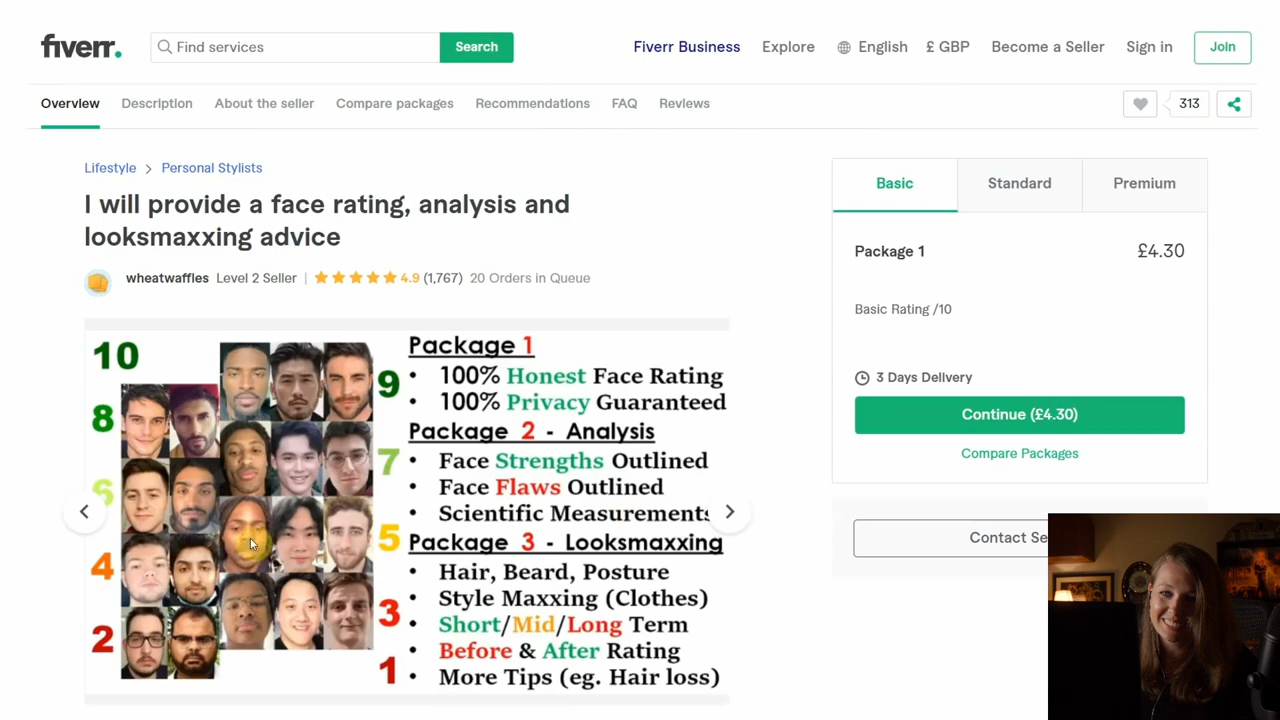 fiverr.
Find services
Search
Fiverr Business
Explore
English
£ GBP
Become a Seller
Sign in
Join
Overview
Description
About the seller
Compare packages
Recommendations
FAQ
Reviews
313
Lifestyle > Personal Stylists
I will provide a face rating, analysis and
looksmaxxing advice
wheatwaffles Level 2 Seller | 4.9 (1,767) 20 Orders in Queue
10
9
8
7
6
5
4
3
2
1
Package 1
• 100% Honest Face Rating
• 100% Privacy Guaranteed
Package 2 - Analysis
• Face Strengths Outlined
• Face Flaws Outlined
• Scientific Measurements
Package 3 - Looksmaxxing
• Hair, Beard, Posture
• Style Maxxing (Clothes)
• Short/Mid/Long Term
• Before & After Rating
• More Tips (eg. Hair loss)
Basic
Standard
Premium
Package 1
£4.30
Basic Rating /10
3 Days Delivery
Continue (£4.30)
Compare Packages
Contact Se